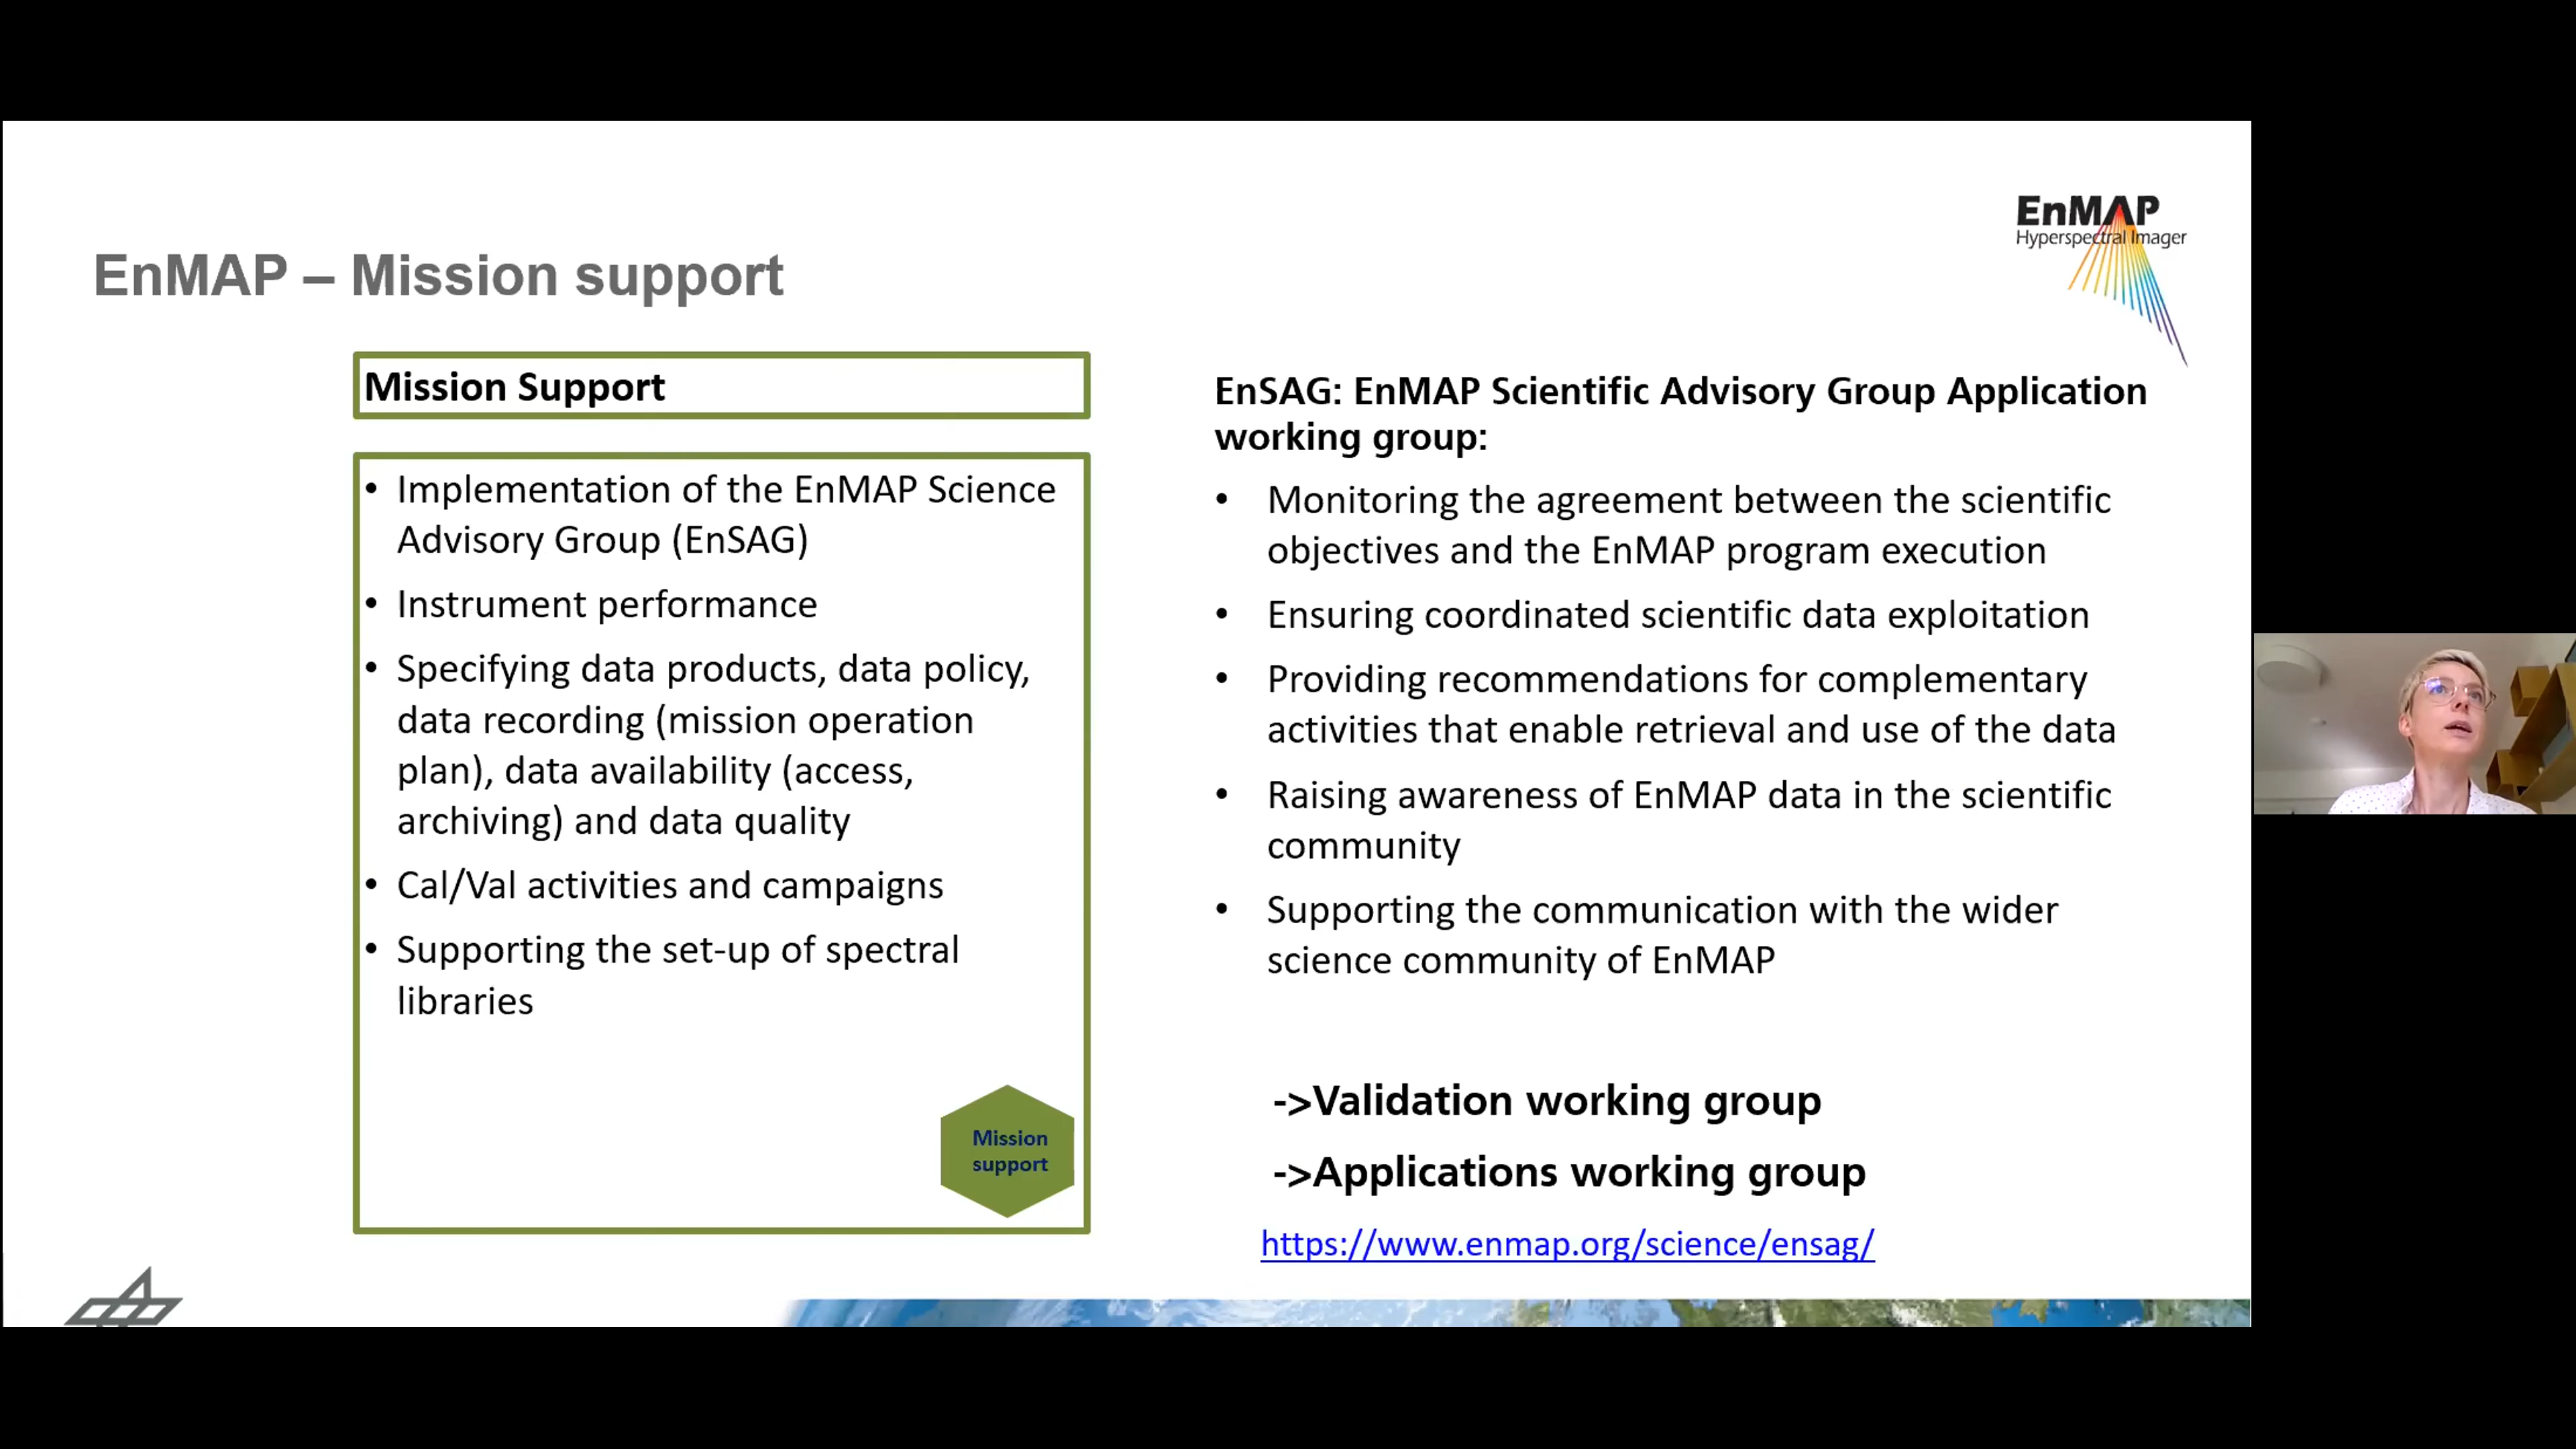 EnMAP
Hyperspectral Imager
EnMAP – Mission support
Mission Support
• Implementation of the EnMAP Science
Advisory Group (EnSAG)
• Instrument performance
• Specifying data products, data policy,
data recording (mission operation
plan), data availability (access,
archiving) and data quality
• Cal/Val activities and campaigns
• Supporting the set-up of spectral
libraries
Mission
support
EnSAG: EnMAP Scientific Advisory Group Application
working group:
• Monitoring the agreement between the scientific
objectives and the EnMAP program execution
• Ensuring coordinated scientific data exploitation
• Providing recommendations for complementary
activities that enable retrieval and use of the data
• Raising awareness of EnMAP data in the scientific
community
• Supporting the communication with the wider
science community of EnMAP
->Validation working group
->Applications working group
https://www.enmap.org/science/ensag/